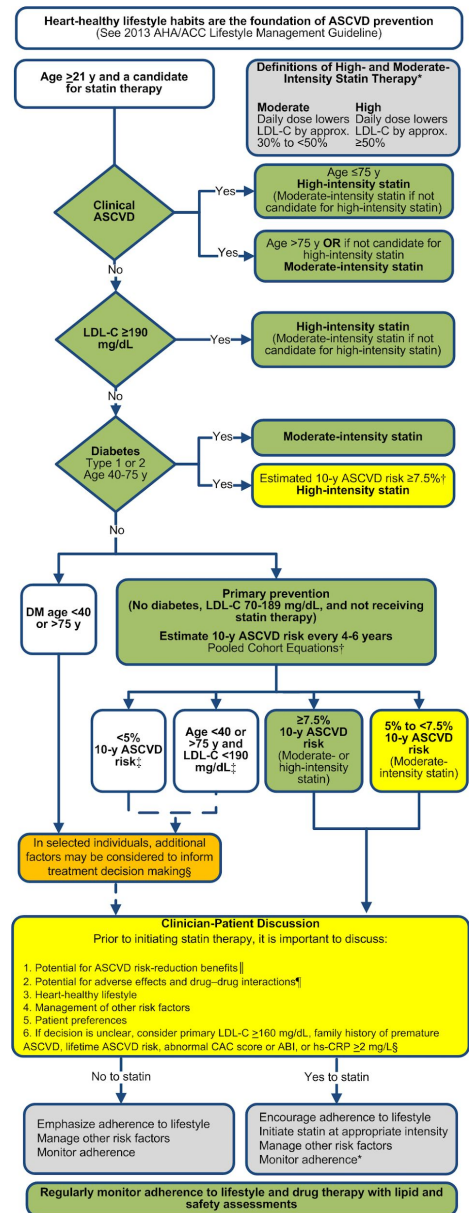 Heart-healthy lifestyle habits are the foundation of ASCVD prevention
(See 2013 AHA/ACC Lifestyle Management Guideline)
Age ≥21 y and a candidate
for statin therapy
Definitions of High- and Moderate-
Intensity Statin Therapy*
Moderate
Daily dose lowers
LDL-C by approx.
30% to <50%
High
Daily dose lowers
LDL-C by approx.
≥50%
Clinical
ASCVD
Yes
Age ≤75 y
High-intensity statin
(Moderate-intensity statin if not
candidate for high-intensity statin)
Yes
Age >75 y OR if not candidate for
high-intensity statin
Moderate-intensity statin
No
LDL-C ≥190
mg/dL
Yes
High-intensity statin
(Moderate-intensity statin if not
candidate for high-intensity statin)
No
Diabetes
Type 1 or 2
Age 40-75 y
Yes
Moderate-intensity statin
Yes
Estimated 10-y ASCVD risk ≥7.5%†
High-intensity statin
No
DM age <40
or >75 y
Primary prevention
(No diabetes, LDL-C 70-189 mg/dL, and not receiving
statin therapy)
Estimate 10-y ASCVD risk every 4-6 years
Pooled Cohort Equations†
<5%
10-y ASCVD
risk‡
Age <40 or
>75 y and
LDL-C <190
mg/dL‡
≥7.5%
10-y ASCVD
risk
(Moderate- or
high-intensity
statin)
5% to <7.5%
10-y ASCVD
risk
(Moderate-
intensity statin)
In selected individuals, additional
factors may be considered to inform
treatment decision making§
Clinician-Patient Discussion
Prior to initiating statin therapy, it is important to discuss:
1. Potential for ASCVD risk-reduction benefits‖
2. Potential for adverse effects and drug–drug interactions¶
3. Heart-healthy lifestyle
4. Management of other risk factors
5. Patient preferences
6. If decision is unclear, consider primary LDL-C ≥160 mg/dL, family history of premature
ASCVD, lifetime ASCVD risk, abnormal CAC score or ABI, or hs-CRP ≥2 mg/L§
No to statin
Yes to statin
Emphasize adherence to lifestyle
Manage other risk factors
Monitor adherence
Encourage adherence to lifestyle
Initiate statin at appropriate intensity
Manage other risk factors
Monitor adherence*
Regularly monitor adherence to lifestyle and drug therapy with lipid and
safety assessments